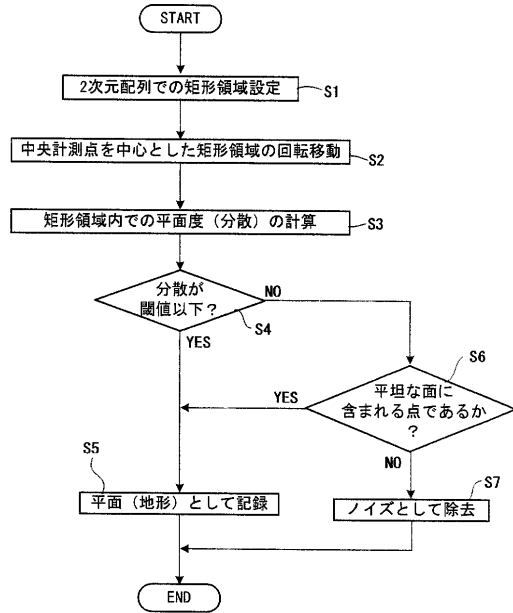 START
2次元配列での矩形領域設定
S1
中央計測点を中心とした矩形領域の回転移動
S2
矩形領域内での平面度(分散)の計算
S3
分散が
閾値以下?
NO
S4
YES
S6
平坦な面に
含まれる点であるか
?
YES
NO
S5
平面(地形)として記録
S7
ノイズとして除去
END